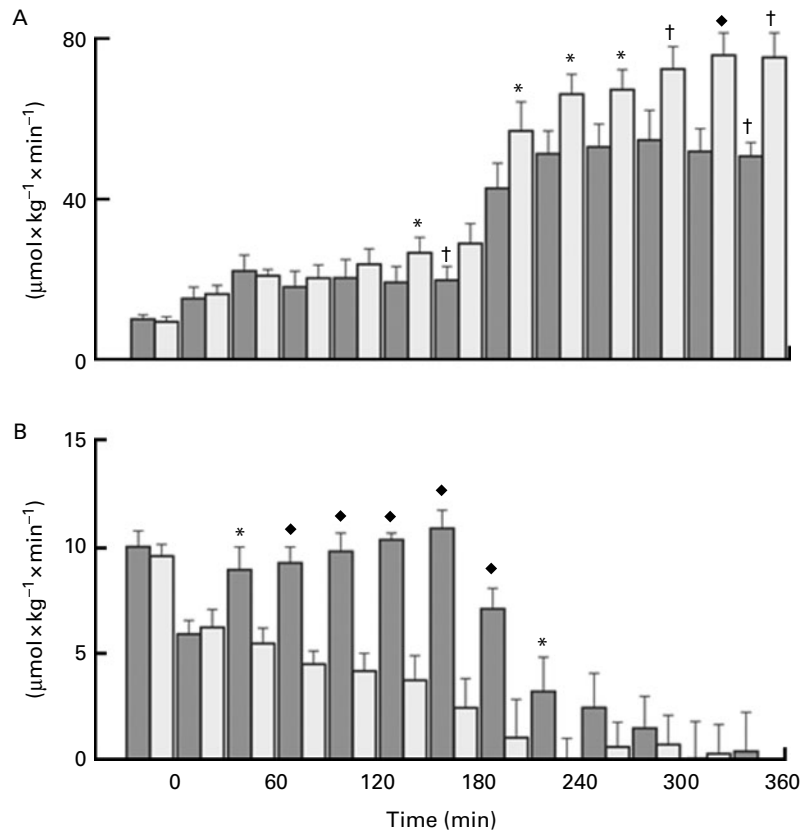 A
80
40
0
(μmol×kg⁻¹×min⁻¹)
* † * * * † ◆ † †
B
15
10
5
0
(μmol×kg⁻¹×min⁻¹)
* ◆ ◆ ◆ ◆ ◆ *
0 60 120 180 240 300 360
Time (min)